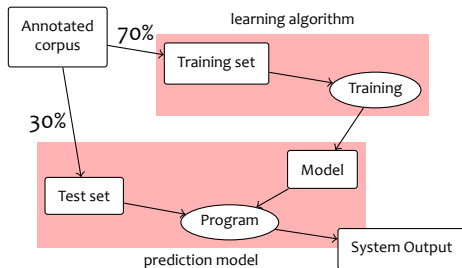 learning algorithm
Annotated
corpus
70%
Training set
Training
30%
Model
Test set
Program
System Output
prediction model